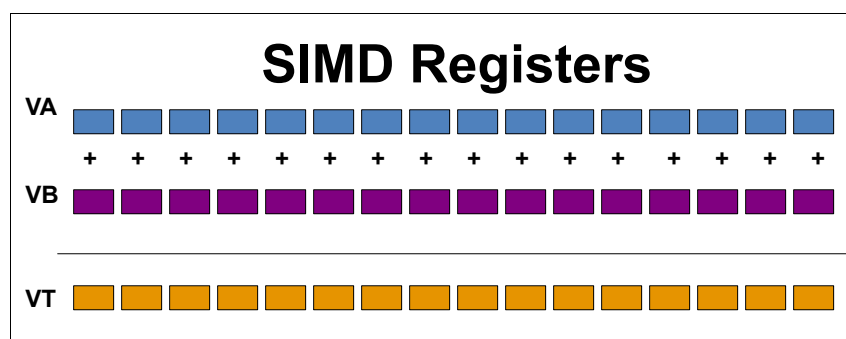 SIMD Registers
VA
+ + + + + + + + + + + + + + + +
VB
VT